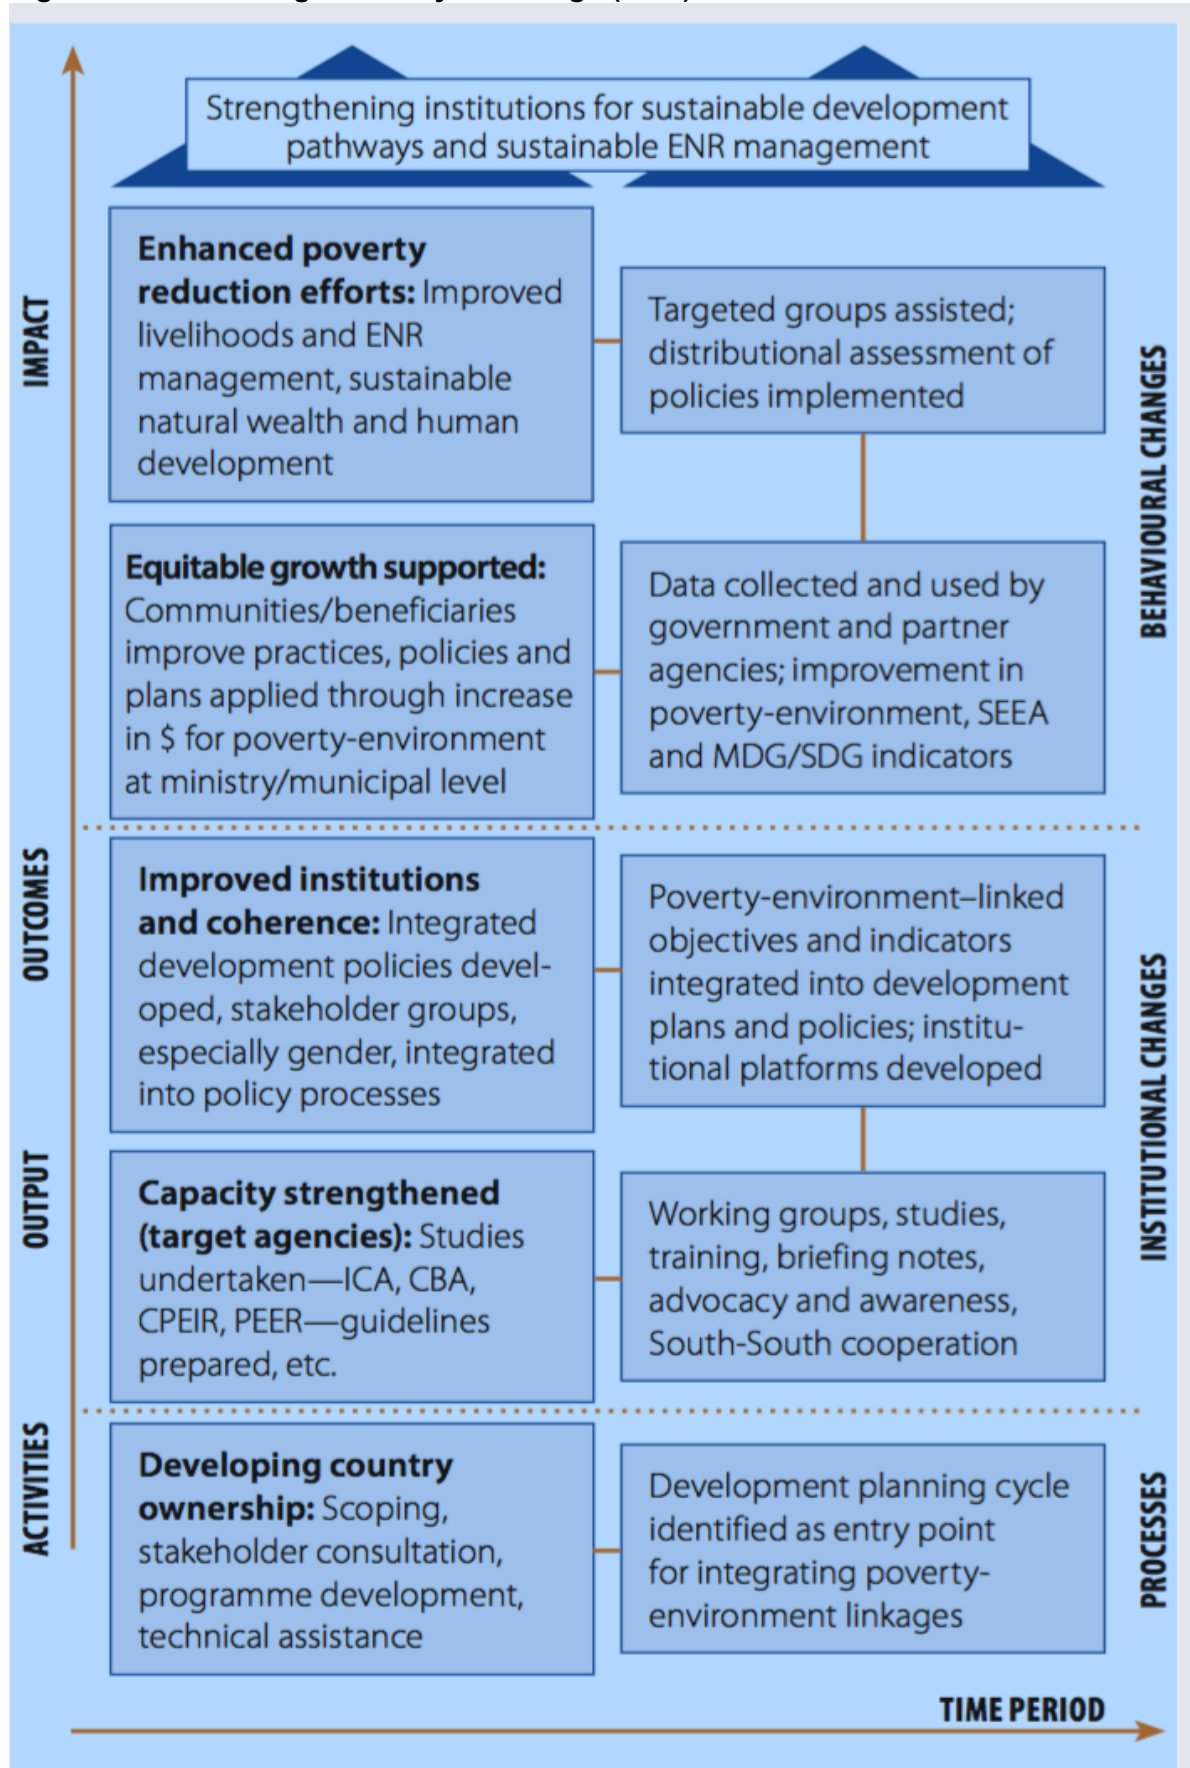 Strengthening institutions for sustainable development
pathways and sustainable ENR management
IMPACT
Enhanced poverty
reduction efforts: Improved
livelihoods and ENR
management, sustainable
natural wealth and human
development
Targeted groups assisted;
distributional assessment of
policies implemented
BEHAVIOURAL CHANGES
Equitable growth supported:
Communities/beneficiaries
improve practices, policies and
plans applied through increase
in $ for poverty-environment
at ministry/municipal level
Data collected and used by
government and partner
agencies; improvement in
poverty-environment, SEEA
and MDG/SDG indicators
OUTCOMES
Improved institutions
and coherence: Integrated
development policies devel-
oped, stakeholder groups,
especially gender, integrated
into policy processes
Poverty-environment–linked
objectives and indicators
integrated into development
plans and policies; institu-
tional platforms developed
INSTITUTIONAL CHANGES
OUTPUT
Capacity strengthened
(target agencies): Studies
undertaken—ICA, CBA,
CPEIR, PEER—guidelines
prepared, etc.
Working groups, studies,
training, briefing notes,
advocacy and awareness,
South-South cooperation
ACTIVITIES
Developing country
ownership: Scoping,
stakeholder consultation,
programme development,
technical assistance
Development planning cycle
identified as entry point
for integrating poverty-
environment linkages
PROCESSES
TIME PERIOD